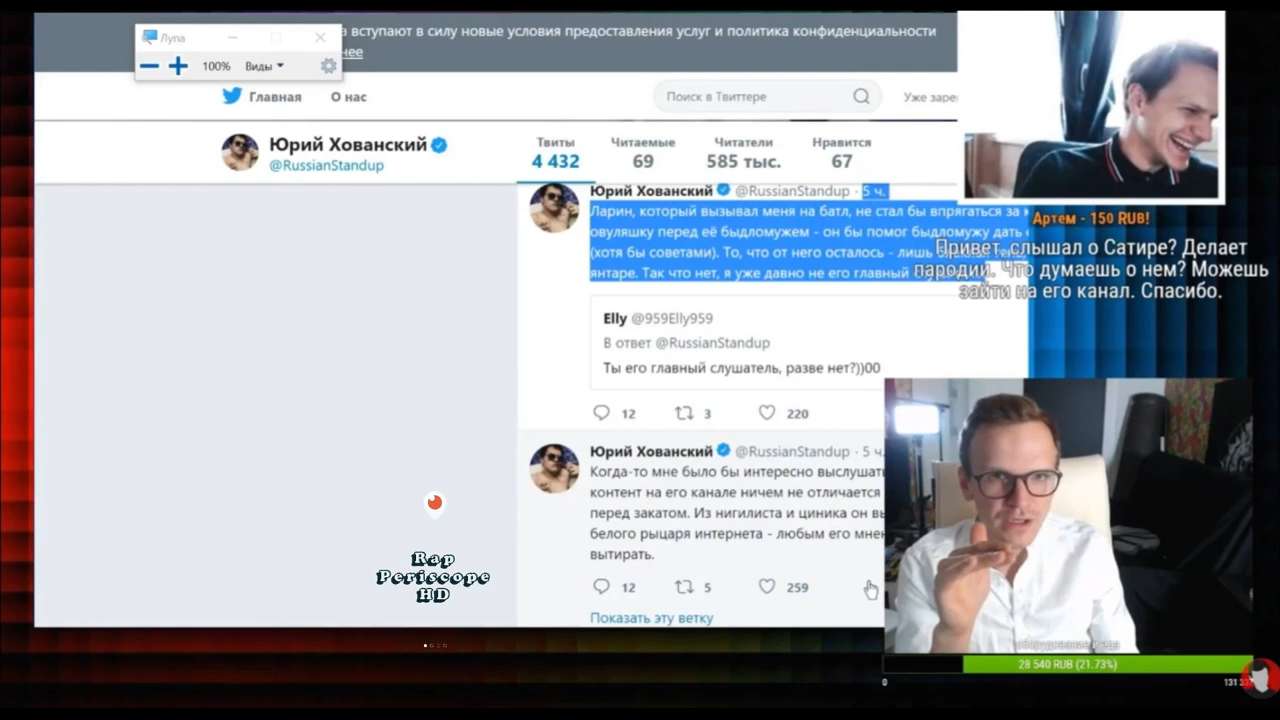 а вступают в силу новые условия предоставления услуг и политика конфиденциальности
нее
Лупа
100% Виды
Главная О нас
Поиск в Твиттере
Уже заре
Юрий Хованский
@RussianStandup
Твиты Читаемые Читатели Нравится
4 432 69 585 тыс. 67
Юрий Хованский @RussianStandup · 5 ч.
Ларин, который вызывал меня на батл, не стал бы впрягаться за
овуляшку перед её быдломужем - он бы помог быдломужу дать
(хотя бы советами). То, что от него осталось - лишь
янтаре. Так что нет, я уже давно не его главный
Elly @959Elly959
В ответ @RussianStandup
Ты его главный слушатель, разве нет?))00
12 3 220
Юрий Хованский @RussianStandup · 5 ч.
Когда-то мне было бы интересно выслушать
контент на его канале ничем не отличается
перед закатом. Из нигилиста и циника он вы
белого рыцаря интернета - любым его мнен
вытирать.
12 5 259
Показать эту ветку
Артем - 150 RUB!
Привет, слышал о Сатире? Делает
пародии. Что думаешь о нем? Можешь
зайти на его канал. Спасибо.
Rap
Periscope
HD
28 540 RUB (21.73%)
0